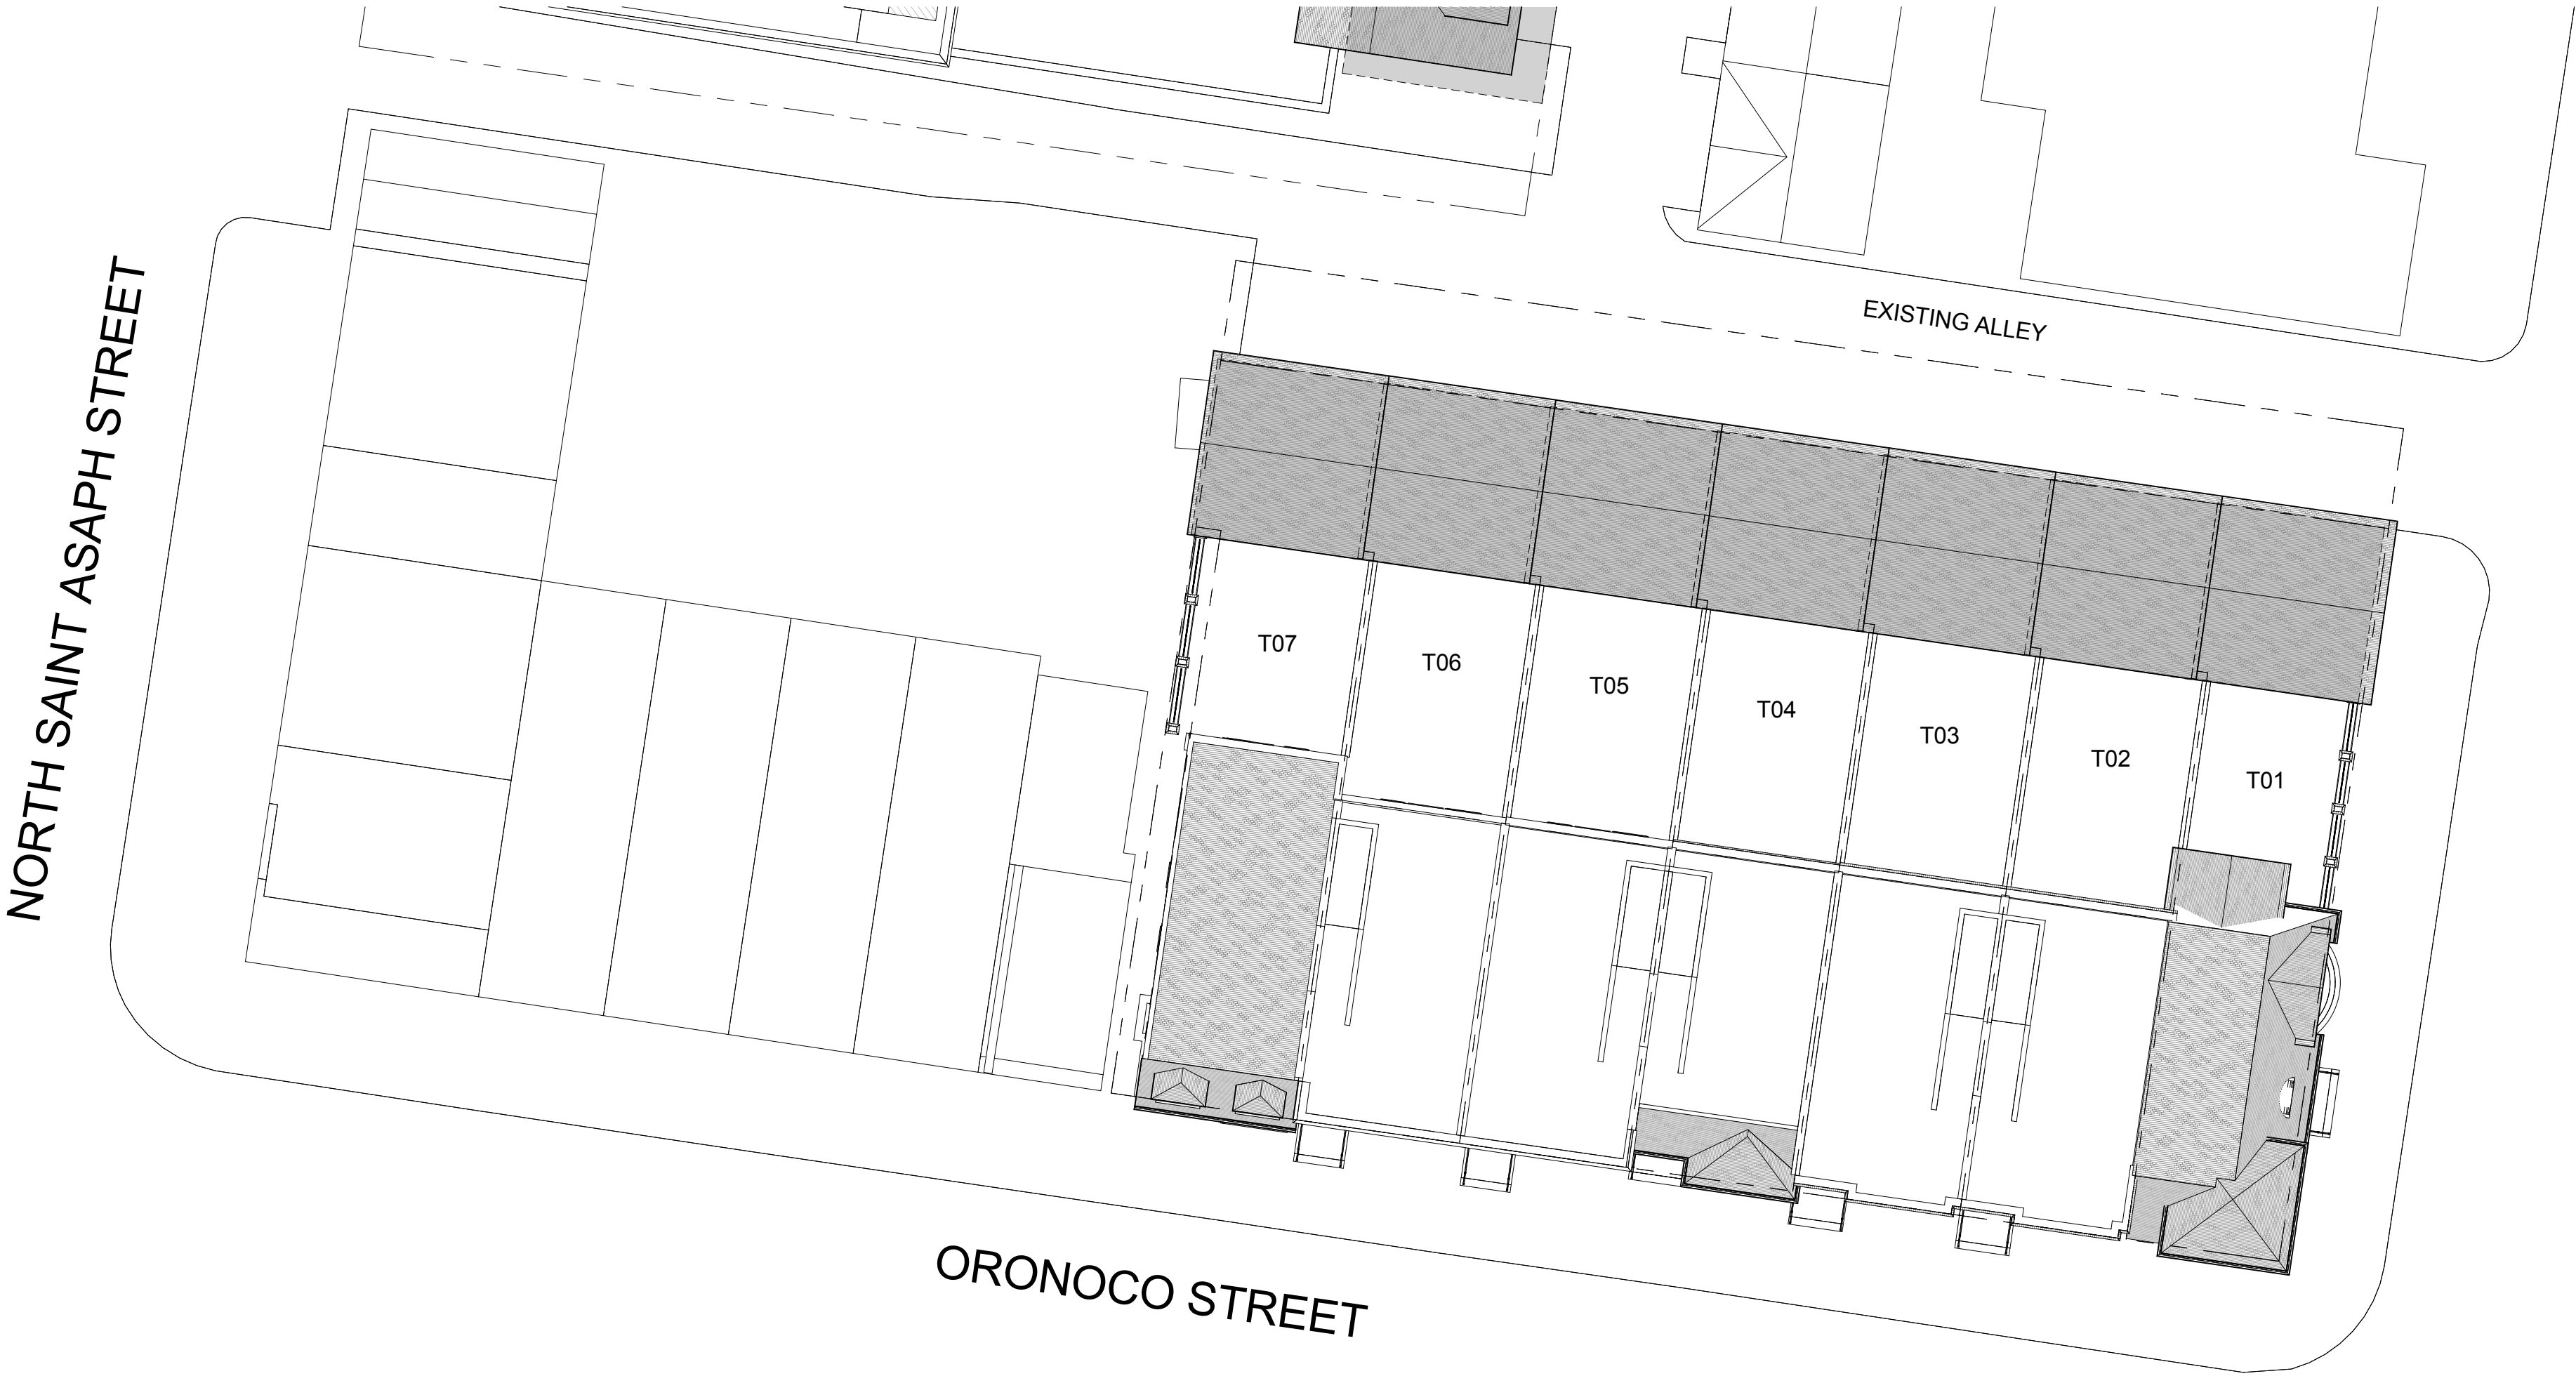 EXISTING ALLEY
NORTH SAINT ASAPH STREET
T07
T06
T05
T04
T03
T02
T01
ORONOCO STREET